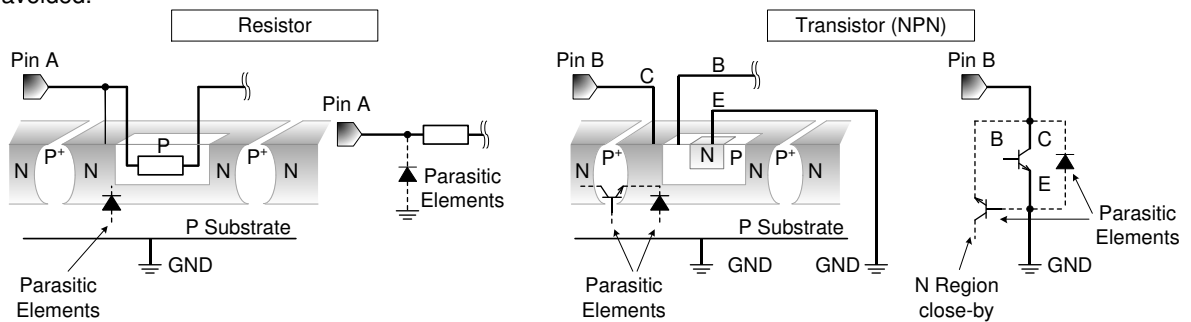 avoided.
Resistor
Pin A
Pin A
P
N P+ N N P+ N
Parasitic
Elements
P Substrate
GND
Parasitic
Elements
Transistor (NPN)
Pin B
C
B
E
N P+ N N P N P+ N
P Substrate
GND
GND
Parasitic
Elements
Pin B
B
C
E
Parasitic
Elements
GND
N Region
close-by